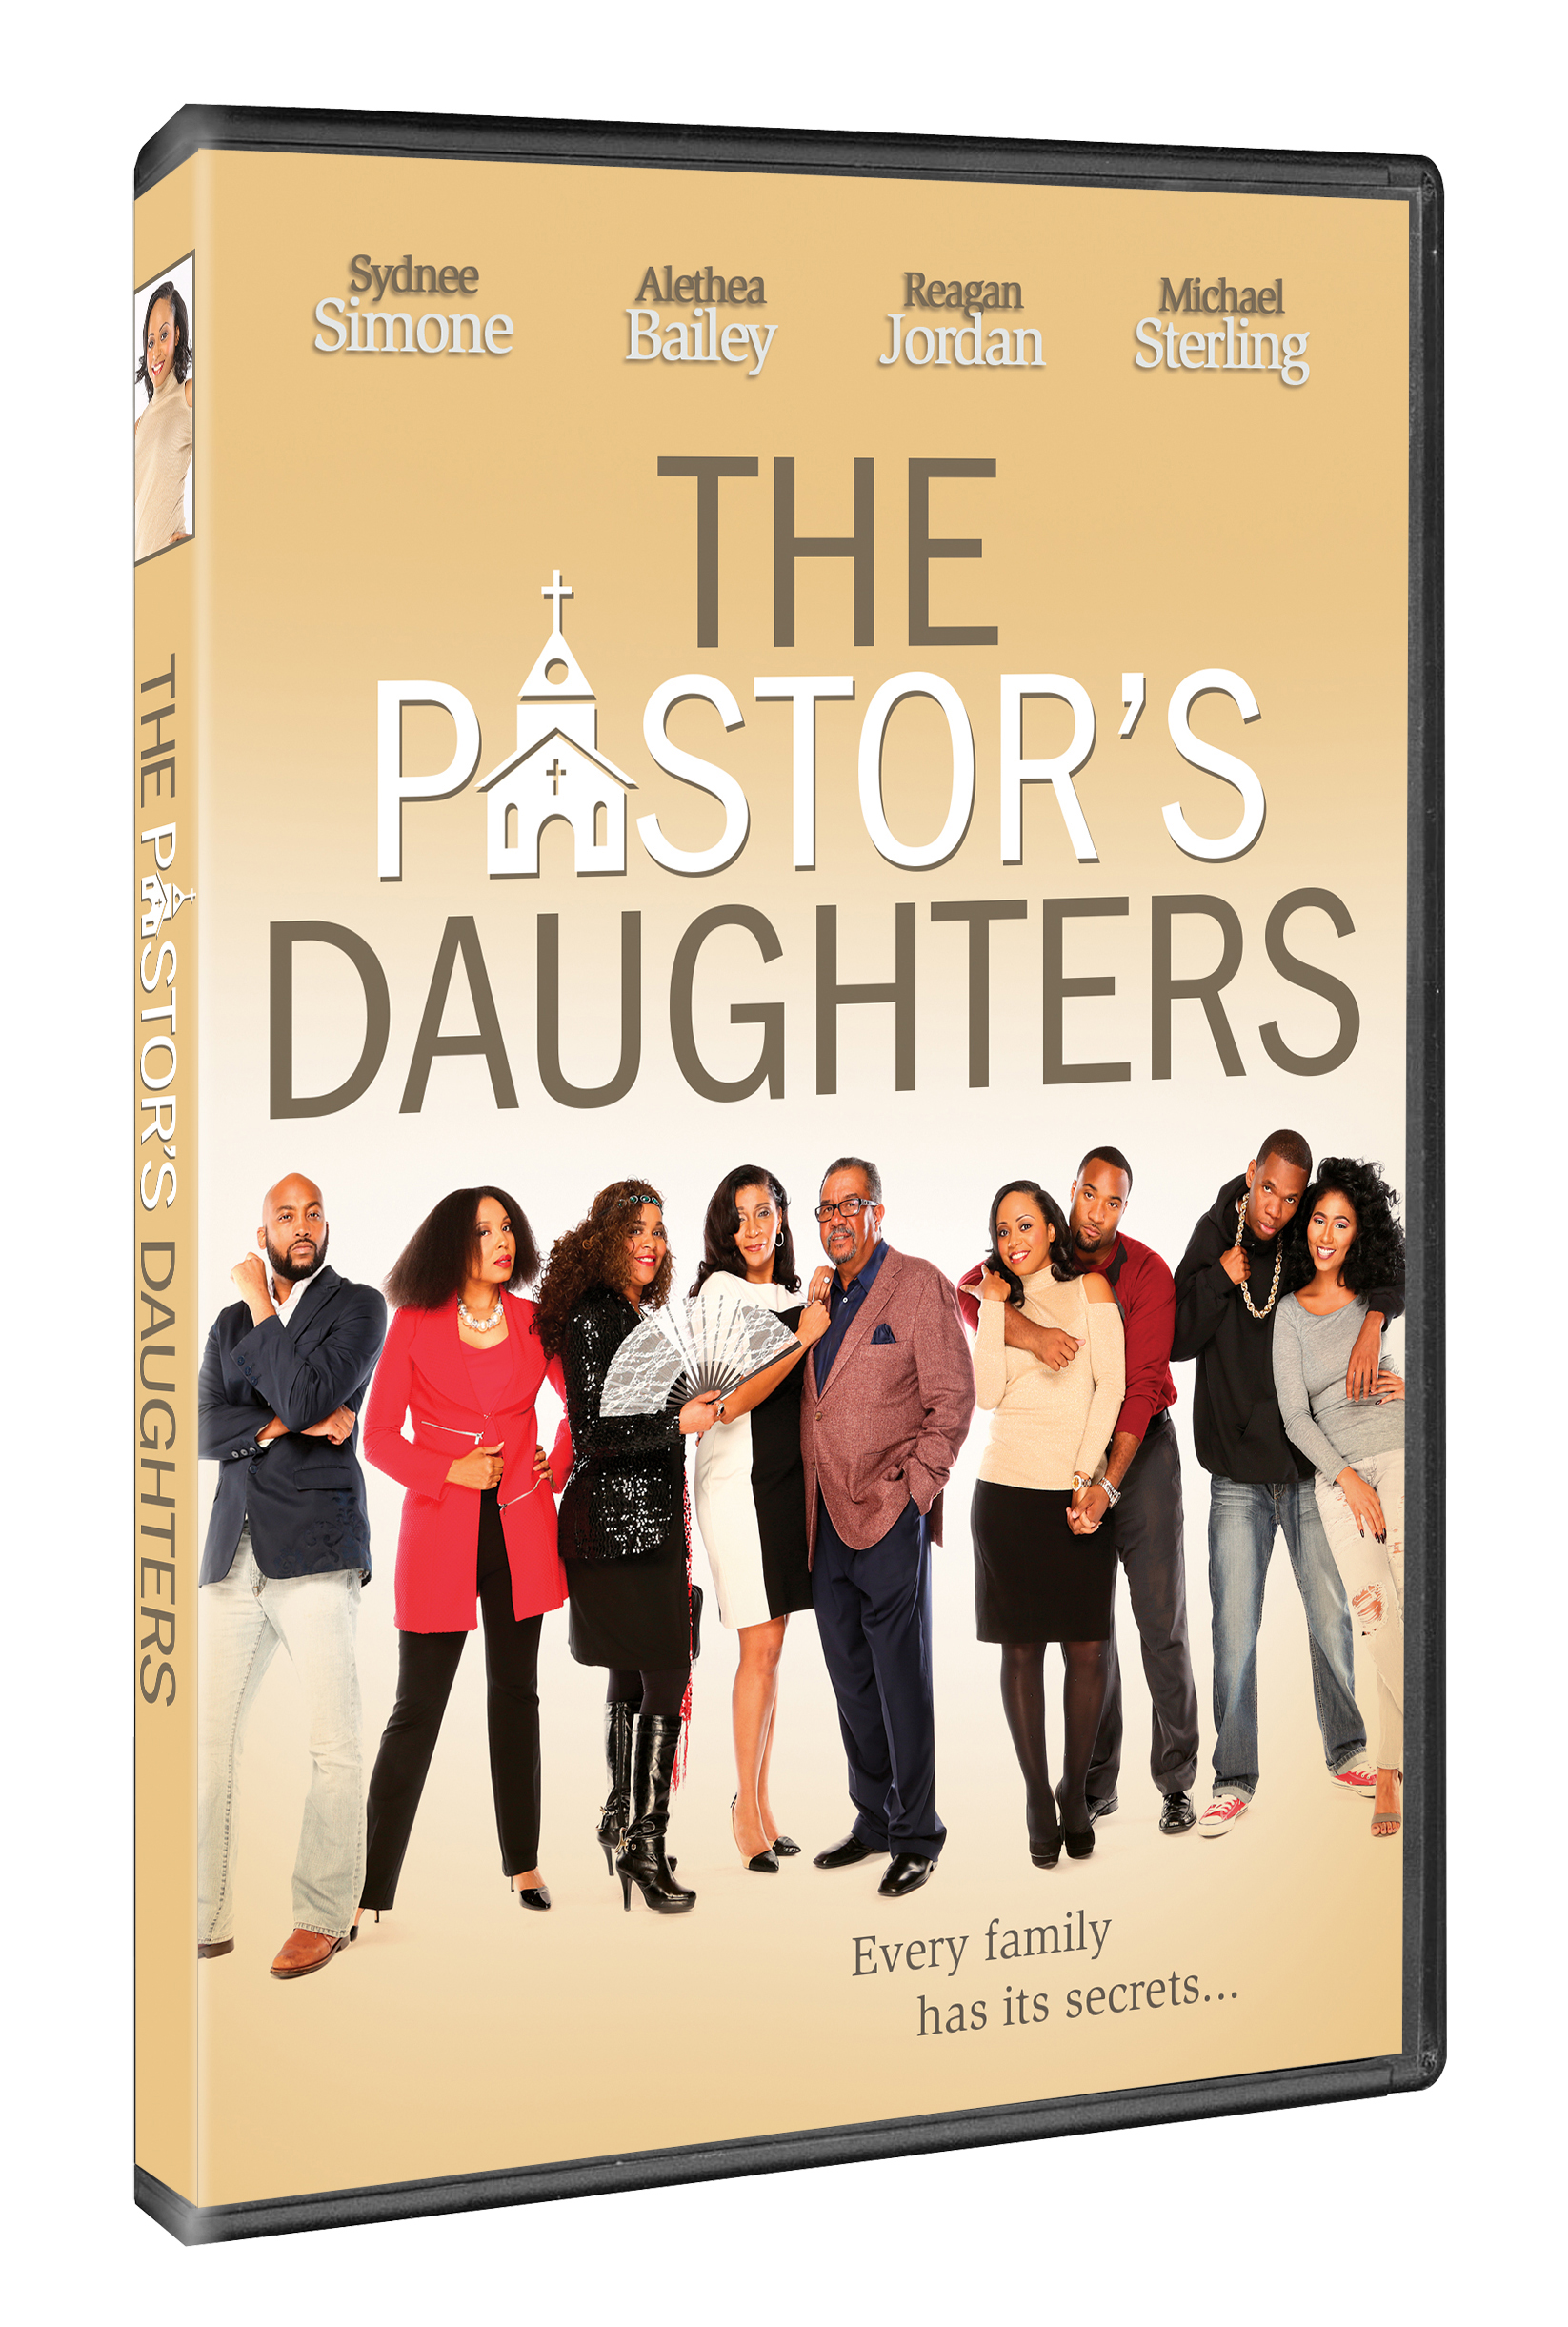 Sydnee
Simone
Alethea
Bailey
Reagan
Jordan
Michael
Sterling
THE
PASTOR'S
DAUGHTERS
Every family
has its secrets...
THE PASTOR'S DAUGHTERS